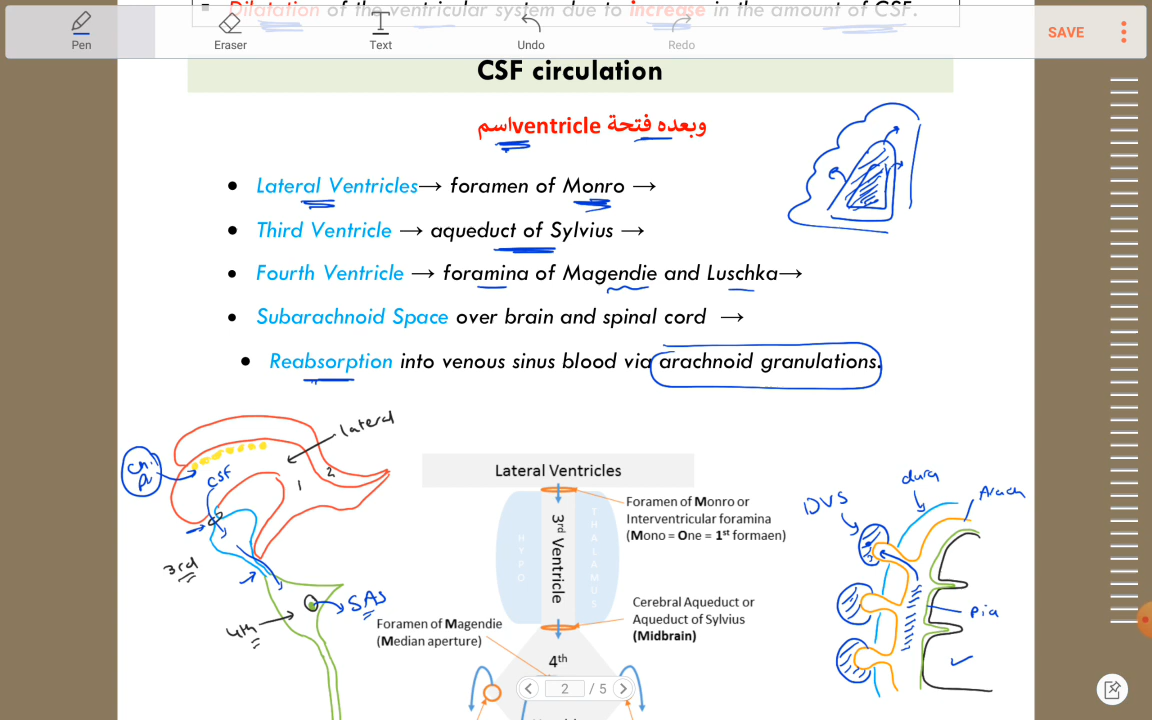 Dilatation of the ventricular system due to increase in the amount of CSF.
Pen
Eraser
Text
Undo
Redo
SAVE
CSF circulation
اسم ventricle وبعده فتحة
• Lateral Ventricles→ foramen of Monro →
• Third Ventricle → aqueduct of Sylvius →
• Fourth Ventricle → foramina of Magendie and Luschka→
• Subarachnoid Space over brain and spinal cord →
• Reabsorption into venous sinus blood via arachnoid granulations.
lateral
1
2
CSF
3rd
4th
SAS
Lateral Ventricles
Foramen of Monro or
Interventricular foramina
(Mono = One = 1st formaen)
HYPO
3rd Ventricle
THALAMUS
Cerebral Aqueduct or
Aqueduct of Sylvius
(Midbrain)
Foramen of Magendie
(Median aperture)
4th
2 / 5
DVS
dura
Arach
Pia